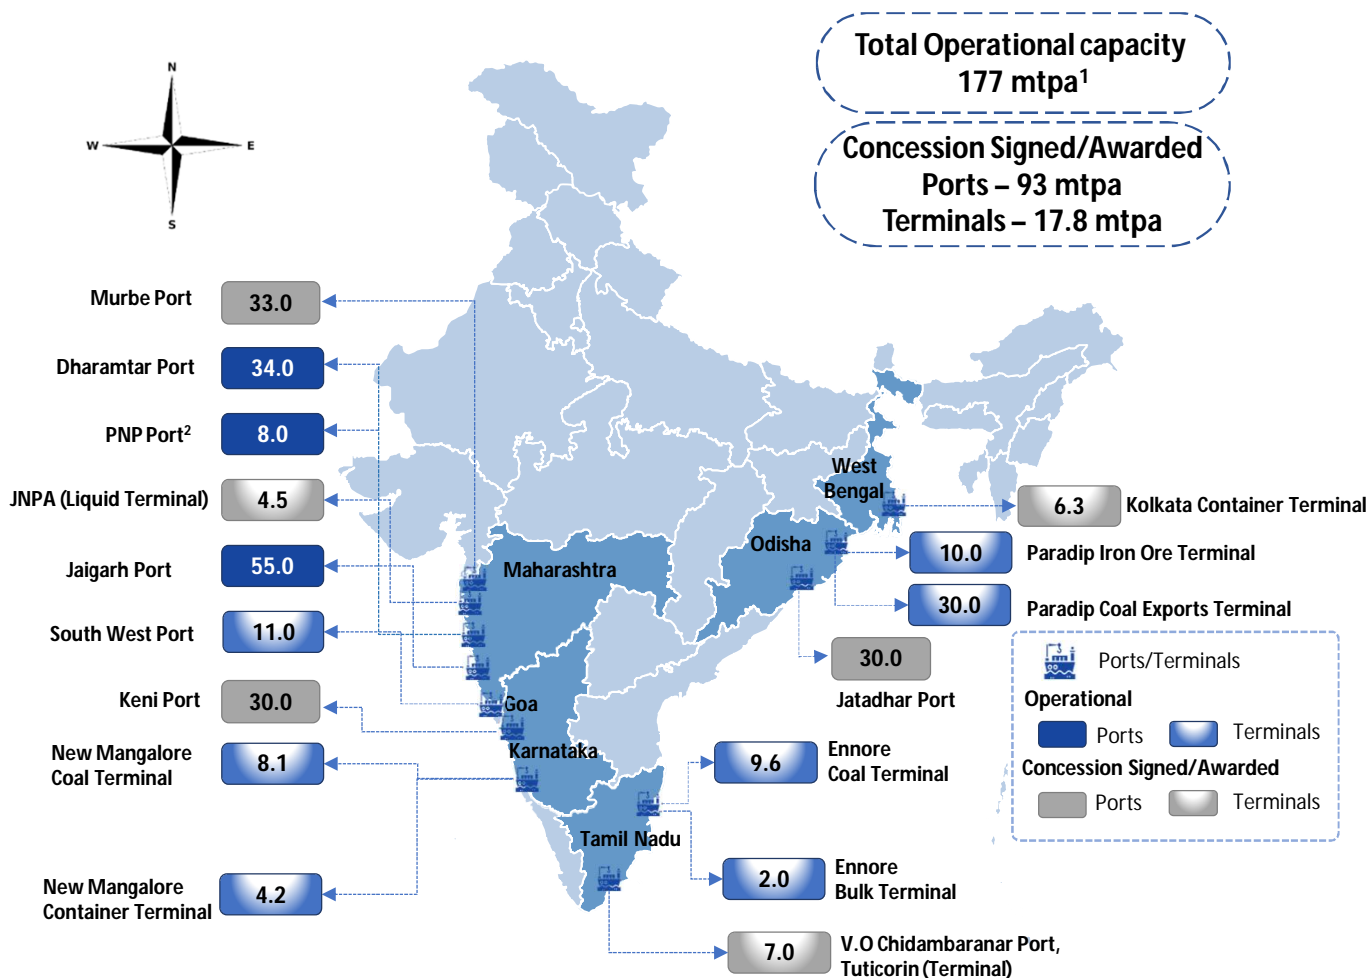 Total Operational capacity
177 mtpa¹
Concession Signed/Awarded
Ports – 93 mtpa
Terminals – 17.8 mtpa
N
W
E
S
Murbe Port
33.0
Dharamtar Port
34.0
PNP Port²
8.0
JNPA (Liquid Terminal)
4.5
Jaigarh Port
55.0
South West Port
11.0
Keni Port
30.0
New Mangalore
Coal Terminal
8.1
New Mangalore
Container Terminal
4.2
West
Bengal
Odisha
Maharashtra
Goa
Karnataka
Tamil Nadu
6.3
Kolkata Container Terminal
10.0
Paradip Iron Ore Terminal
30.0
Paradip Coal Exports Terminal
30.0
Jatadhar Port
9.6
Ennore
Coal Terminal
2.0
Ennore
Bulk Terminal
7.0
V.O Chidambaranar Port,
Tuticorin (Terminal)
Ports/Terminals
Operational
Ports
Terminals
Concession Signed/Awarded
Ports
Terminals